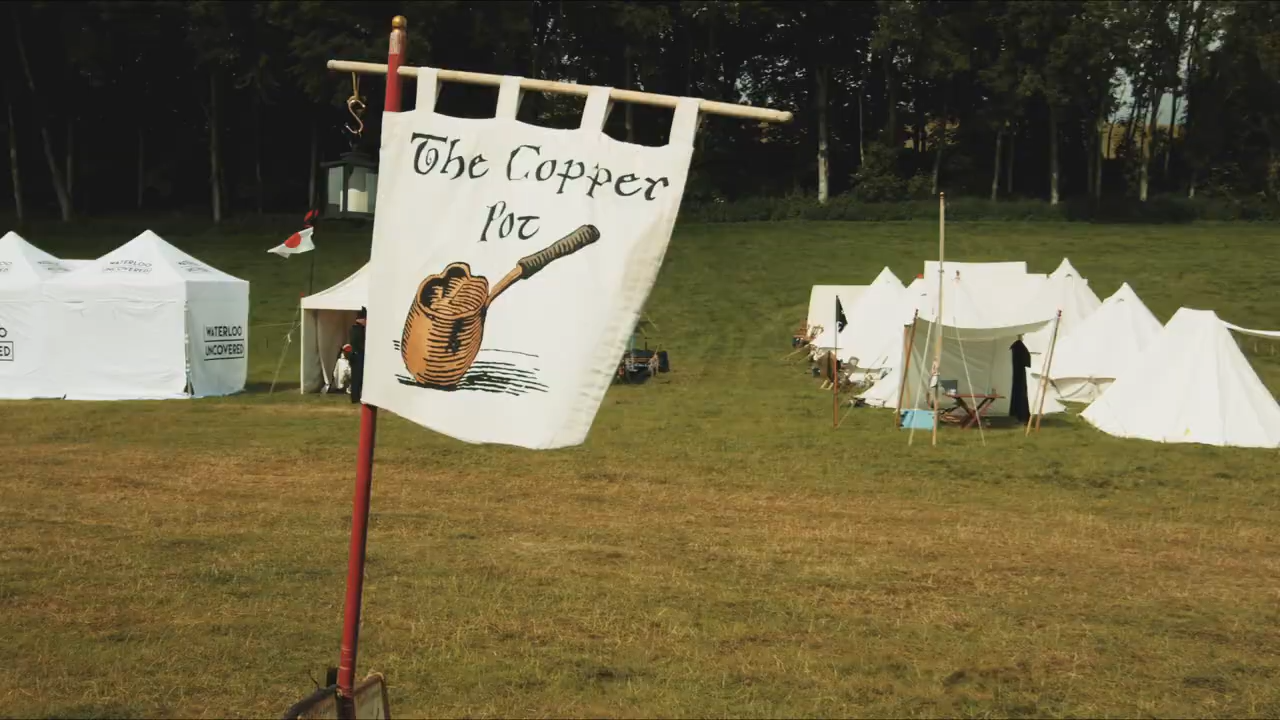 The Copper
Pot
WATERLOO
UNCOVERED
WATERLOO
UNCOVERED